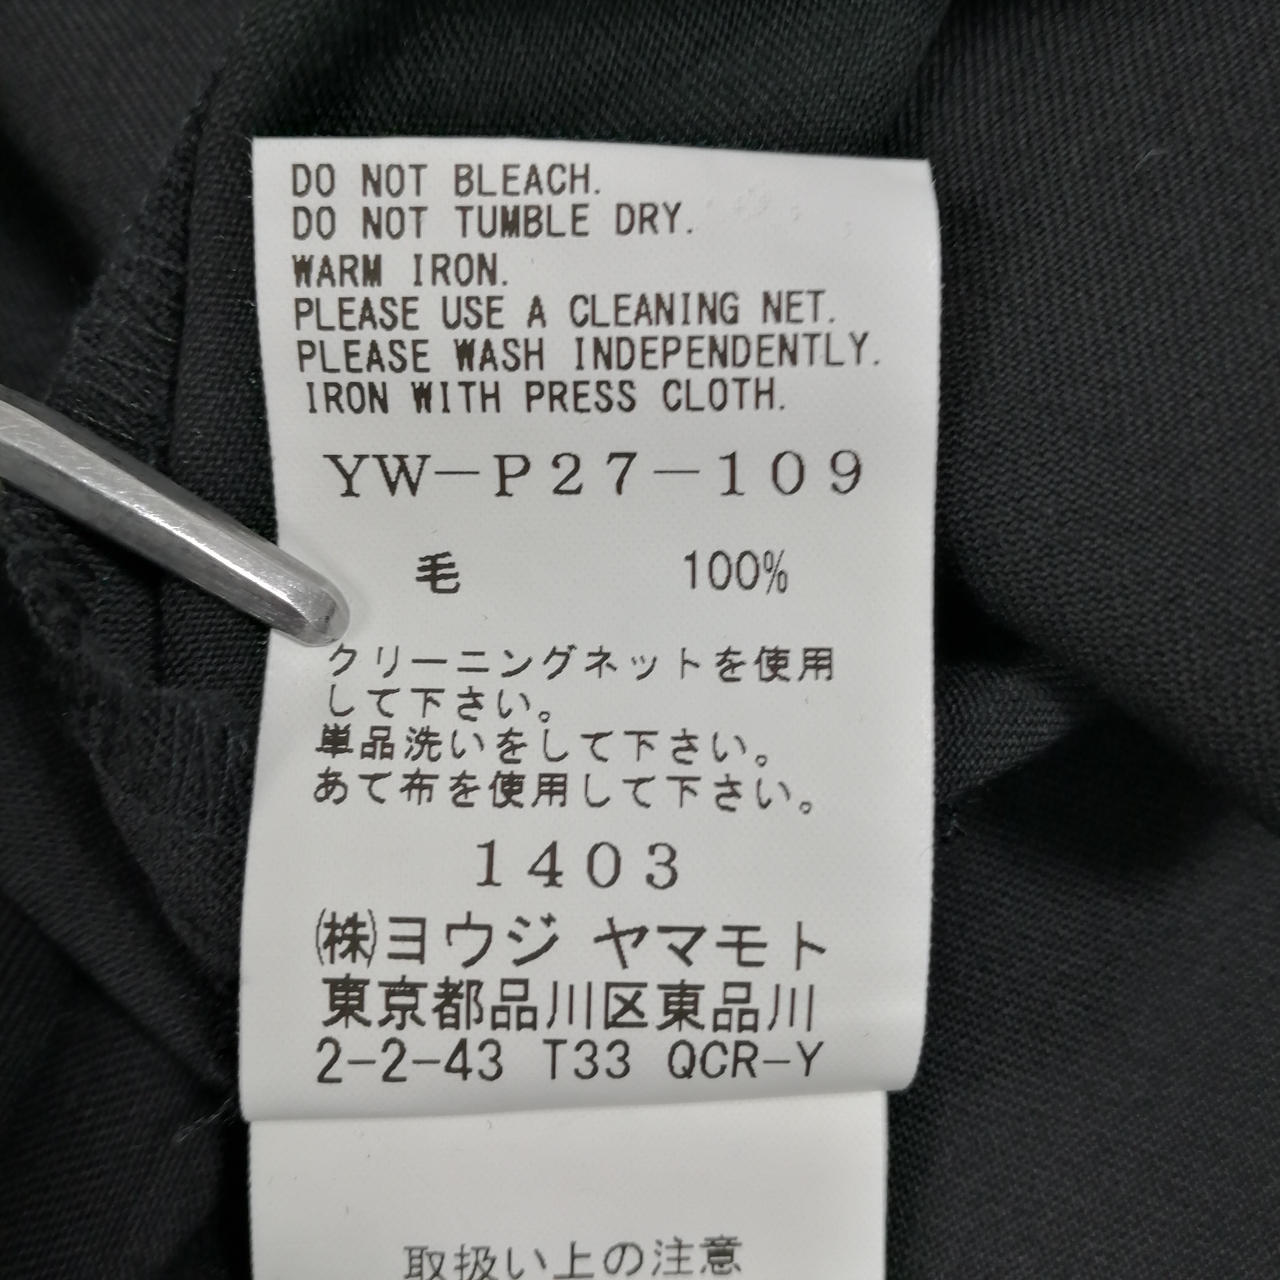 DO NOT BLEACH.
DO NOT TUMBLE DRY.
WARM IRON.
PLEASE USE A CLEANING NET.
PLEASE WASH INDEPENDENTLY.
IRON WITH PRESS CLOTH.
YW-P27-109
毛 100%
クリーニングネットを使用
して下さい。
単品洗いをして下さい。
あて布を使用して下さい。
1403
㈱ヨウジ ヤマモト
東京都品川区東品川
2-2-43 T33 QCR-Y
取扱い上の注意